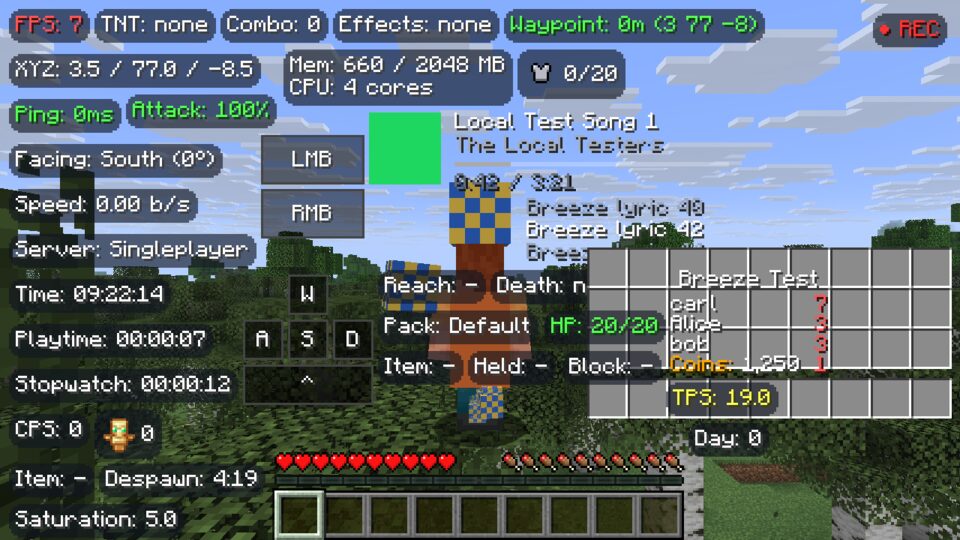 FPS: 7 TNT: none Combo: 0 Effects: none Waypoint: 0m (3 77 -8) REC
XYZ: 3.5 / 77.0 / -8.5
Mem: 660 / 2048 MB
CPU: 4 cores
0/20
Ping: 0ms Attack: 100%
Local Test Song 1
The Local Testers
0:42 / 3:21
Facing: South (0°)
LMB
Speed: 0.00 b/s
RMB
Breeze lyric 40
Breeze lyric 42
Server: Singleplayer
Time: 09:22:14
W
Reach: - Death: n
Breeze Test
carl 7
Alice 3
bob 3
Coins: 1,250 1
Playtime: 00:00:07
A S D
Pack: Default HP: 20/20
Stopwatch: 00:00:12
^
Item: - Held: - Block: -
TPS: 19.0
CPS: 0
0
Day: 0
Item: - Despawn: 4:19
Saturation: 5.0